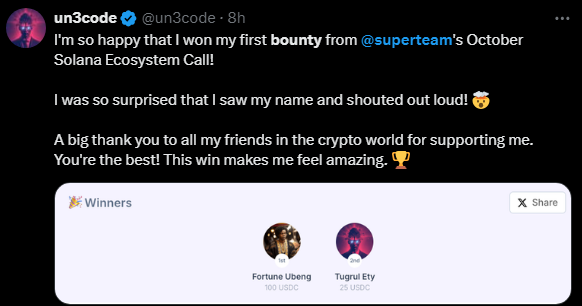 un3code @un3code · 8h
I'm so happy that I won my first bounty from @superteam's October
Solana Ecosystem Call!
I was so surprised that I saw my name and shouted out loud! 🤯
A big thank you to all my friends in the crypto world for supporting me.
You're the best! This win makes me feel amazing. 🏆
🎉 Winners
X Share
1st 2nd
Fortune Ubeng Tugrul Ety
100 USDC 25 USDC